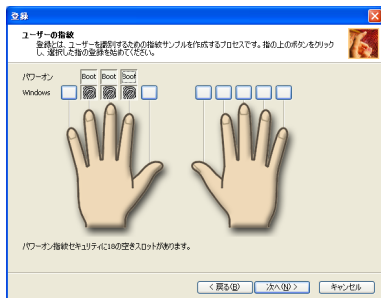 登録
ユーザーの指紋
登録とは、ユーザーを識別するための指紋サンプルを作成するプロセスです。指の上のボタンをクリック
し、選択した指の登録を始めてください。
パワーオン Boot Boot Boot
Windows
パワーオン指紋セキュリティに18の空きスロットがあります。
< 戻る(B) 次へ(N) > キャンセル